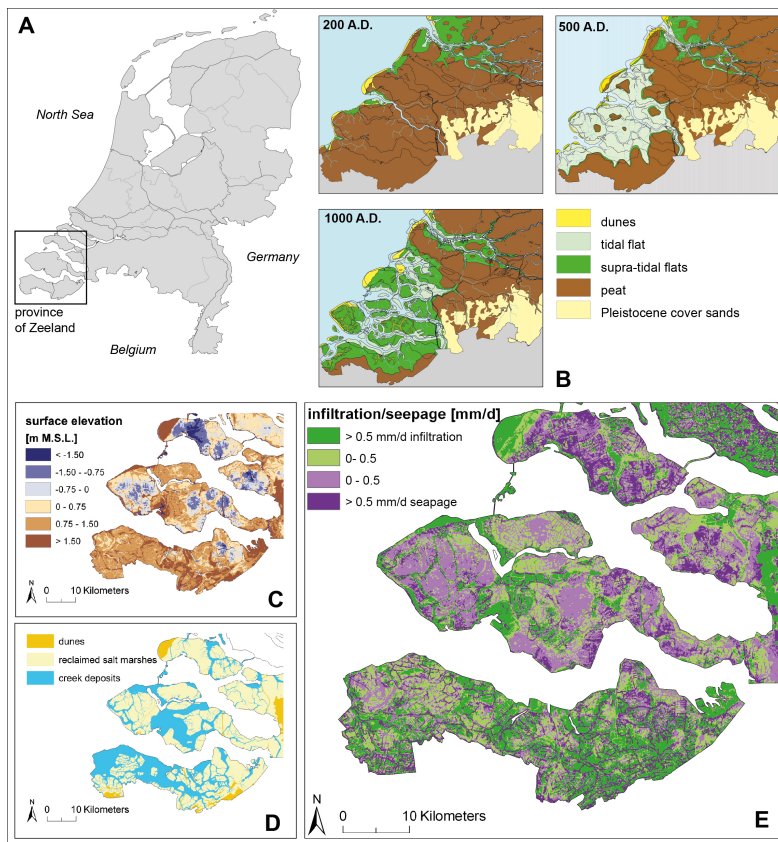 A
North Sea
Germany
province
of Zeeland
Belgium
200 A.D.
500 A.D.
1000 A.D.
dunes
tidal flat
supra-tidal flats
peat
Pleistocene cover sands
B
surface elevation
[m M.S.L.]
< -1.50
-1.50 - -0.75
-0.75 - 0
0 - 0.75
0.75 - 1.50
> 1.50
N
0 10 Kilometers
C
dunes
reclaimed salt marshes
creek deposits
N
0 10 Kilometers
D
infiltration/seepage [mm/d]
> 0.5 mm/d infiltration
0 - 0.5
0 - 0.5
> 0.5 mm/d seapage
N
0 10 Kilometers
E